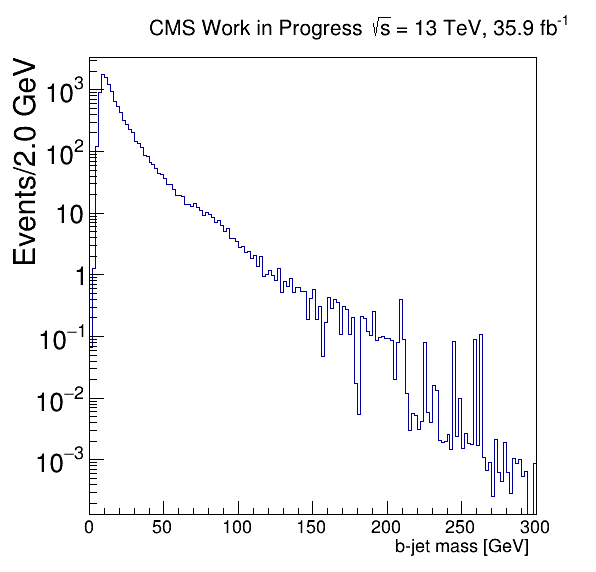 CMS Work in Progress √s = 13 TeV, 35.9 fb⁻¹
Events/2.0 GeV
10³
10²
10
1
10⁻¹
10⁻²
10⁻³
0 50 100 150 200 250 300
b-jet mass [GeV]